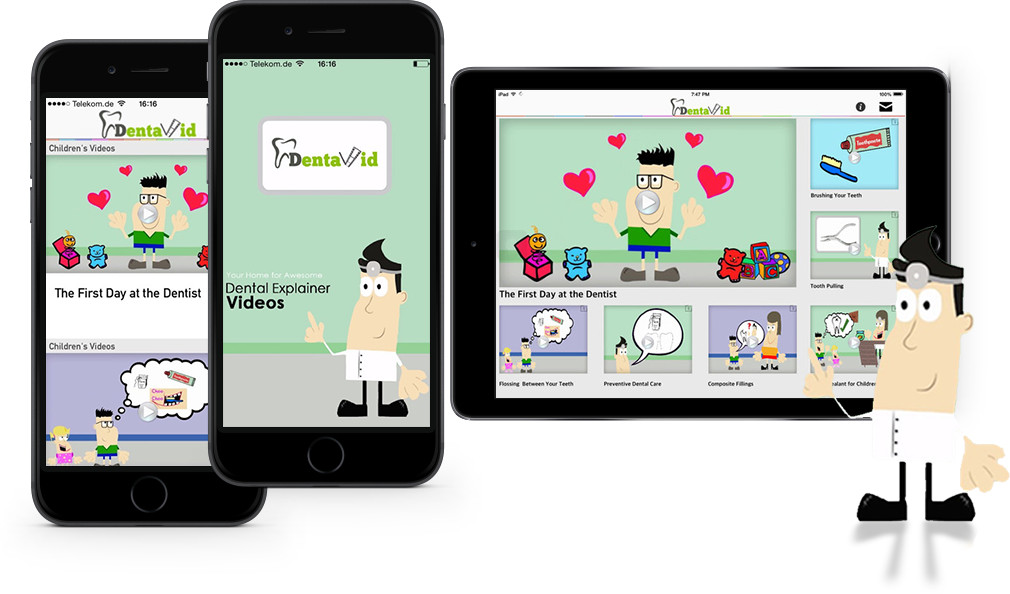 ●●●●○ Telekom.de 16:16
DentaVid
Children's Videos
The First Day at the Dentist
Children's Videos
●●●●○ Telekom.de 16:16
DentaVid
Your Home for Awesome
Dental Explainer
Videos
iPad 7:47 PM 100%
DentaVid
Toothpaste
Brushing Your Teeth
Tooth Pulling
The First Day at the Dentist
Flossing Between Your Teeth
Preventive Dental Care
Composite Fillings
alant for Children